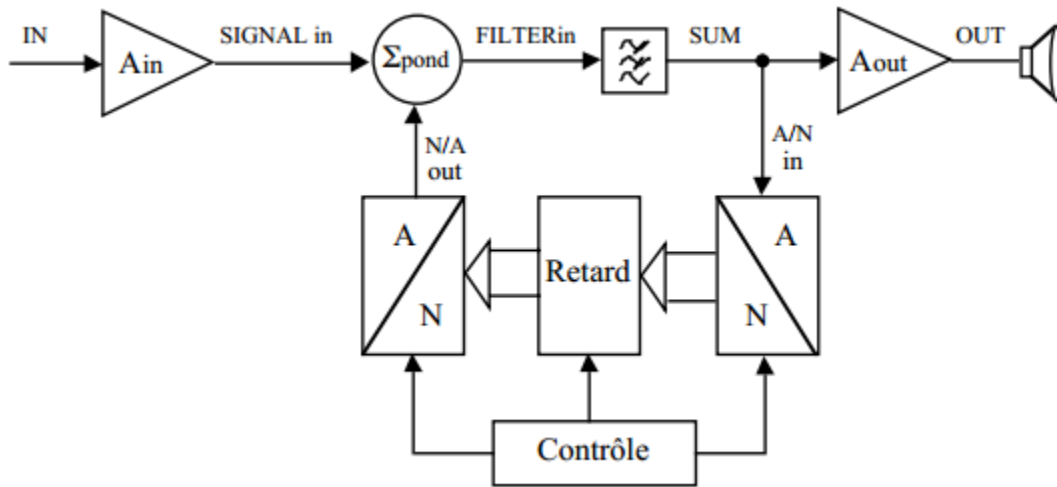 IN
Ain
SIGNAL in
Σpond
FILTERin
SUM
Aout
OUT
N/A
out
A/N
in
A
N
Retard
A
N
Contrôle